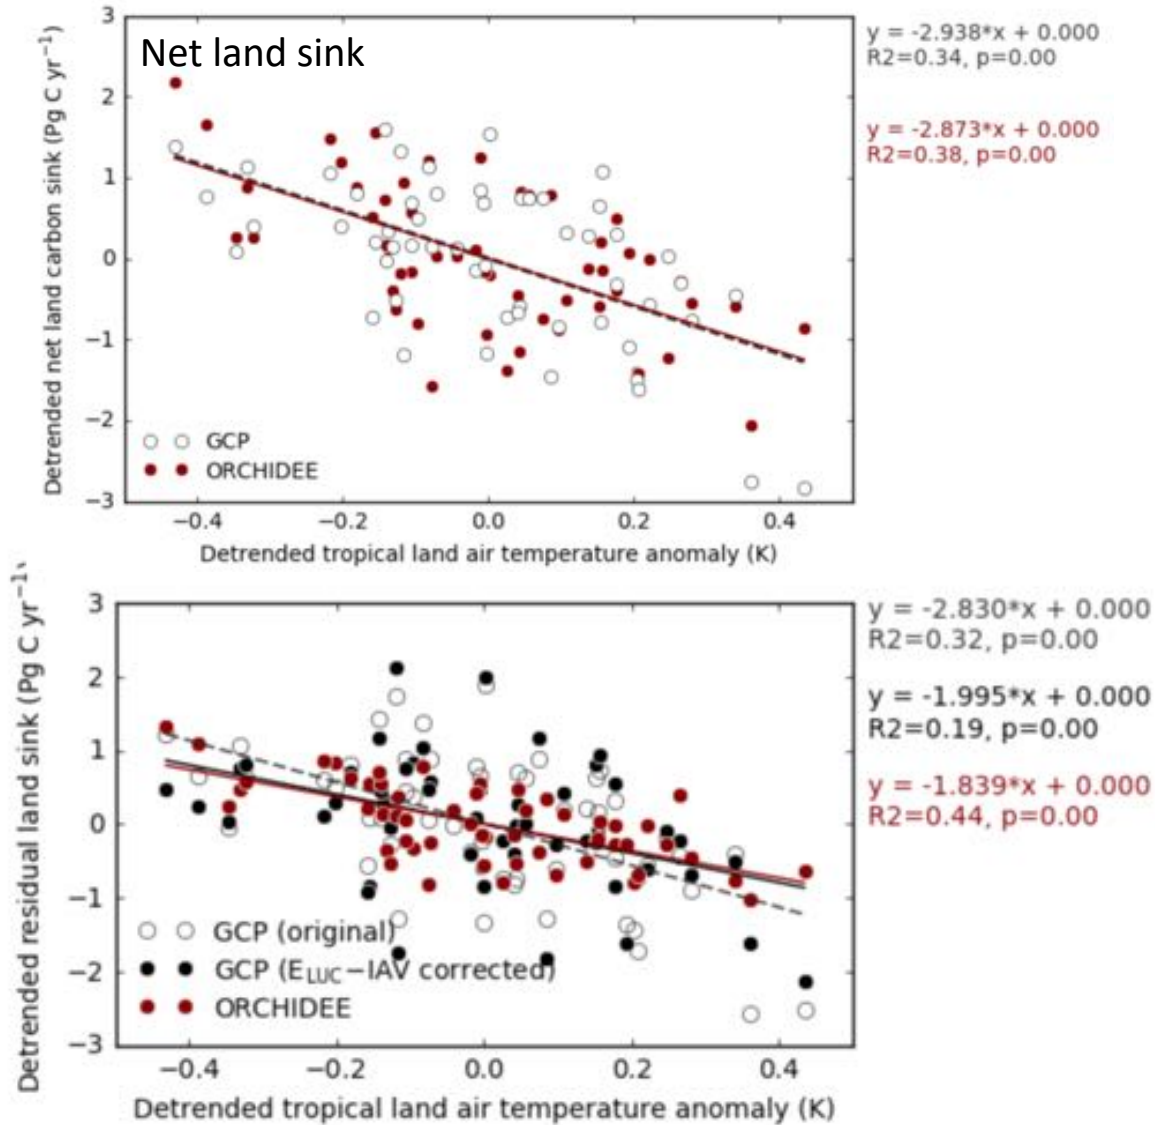 Net land sink
y = -2.938*x + 0.000
R2=0.34, p=0.00
y = -2.873*x + 0.000
R2=0.38, p=0.00
Detrended net land carbon sink (Pg C yr⁻¹)
3
2
1
0
−1
−2
−3
GCP
ORCHIDEE
−0.4 −0.2 0.0 0.2 0.4
Detrended tropical land air temperature anomaly (K)
y = -2.830*x + 0.000
R2=0.32, p=0.00
y = -1.995*x + 0.000
R2=0.19, p=0.00
y = -1.839*x + 0.000
R2=0.44, p=0.00
Detrended residual land sink (Pg C yr⁻¹
3
2
1
0
−1
−2
−3
GCP (original)
GCP (E_LUC−IAV corrected)
ORCHIDEE
−0.4 −0.2 0.0 0.2 0.4
Detrended tropical land air temperature anomaly (K)